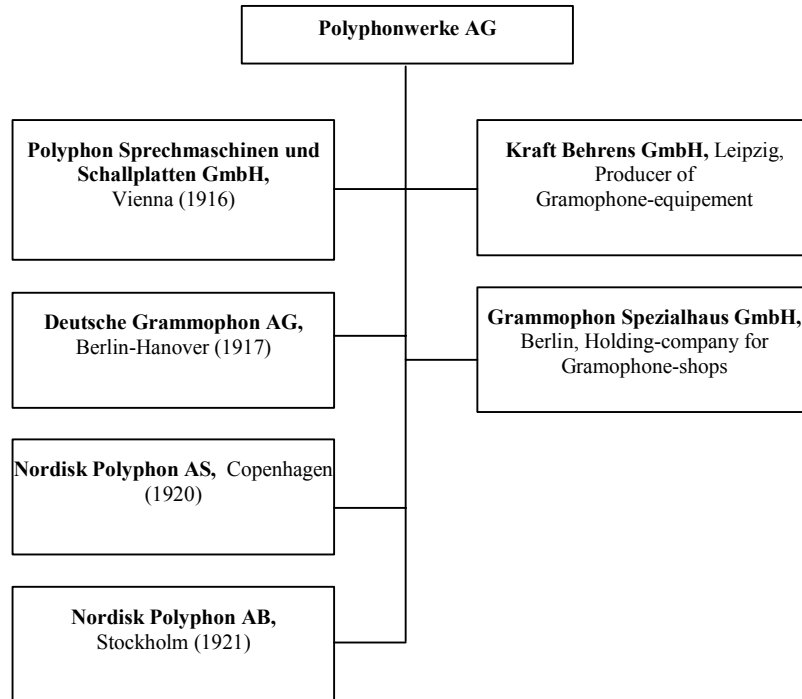 Polyphonwerke AG
Polyphon Sprechmaschinen und
Schallplatten GmbH,
Vienna (1916)
Kraft Behrens GmbH, Leipzig,
Producer of
Gramophone-equipement
Deutsche Grammophon AG,
Berlin-Hanover (1917)
Grammophon Spezialhaus GmbH,
Berlin, Holding-company for
Gramophone-shops
Nordisk Polyphon AS, Copenhagen
(1920)
Nordisk Polyphon AB,
Stockholm (1921)